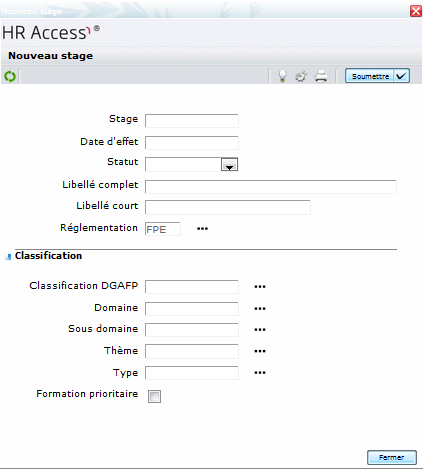 Nouveau stage
HR Access®
Nouveau stage
Soumettre
Stage
Date d'effet
Statut
Libellé complet
Libellé court
Réglementation FPE
Classification
Classification DGAFP
Domaine
Sous domaine
Thème
Type
Formation prioritaire
Fermer